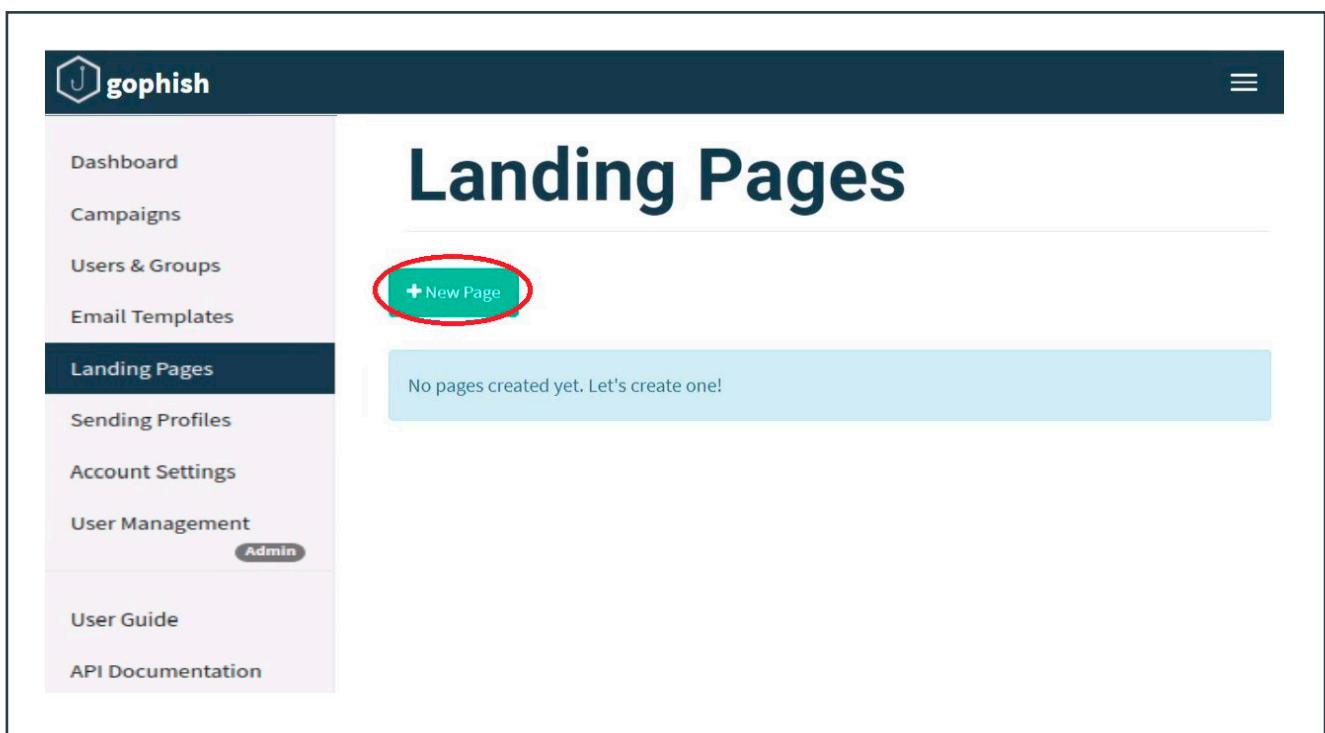 gophish
Dashboard
Campaigns
Users & Groups
Email Templates
Landing Pages
Sending Profiles
Account Settings
User Management
Admin
User Guide
API Documentation
Landing Pages
+ New Page
No pages created yet. Let's create one!